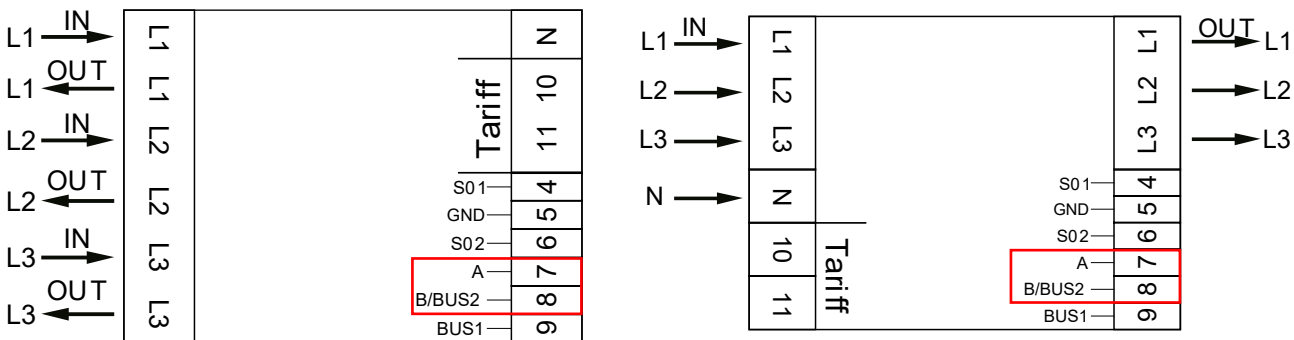 IN
L1
L1
N
OUT
L1
L1
10
Tariff
IN
L2
L2
11
OUT
L2
L2
S01
4
GND
5
IN
L3
L3
S02
6
A
7
OUT
L3
L3
B/BUS2
8
BUS1
9
IN
L1
L1
L1
OUT
L1
L2
L2
L2
L2
L3
L3
L3
L3
N
N
S01
4
GND
5
S02
6
10
Tariff
A
7
B/BUS2
8
11
BUS1
9